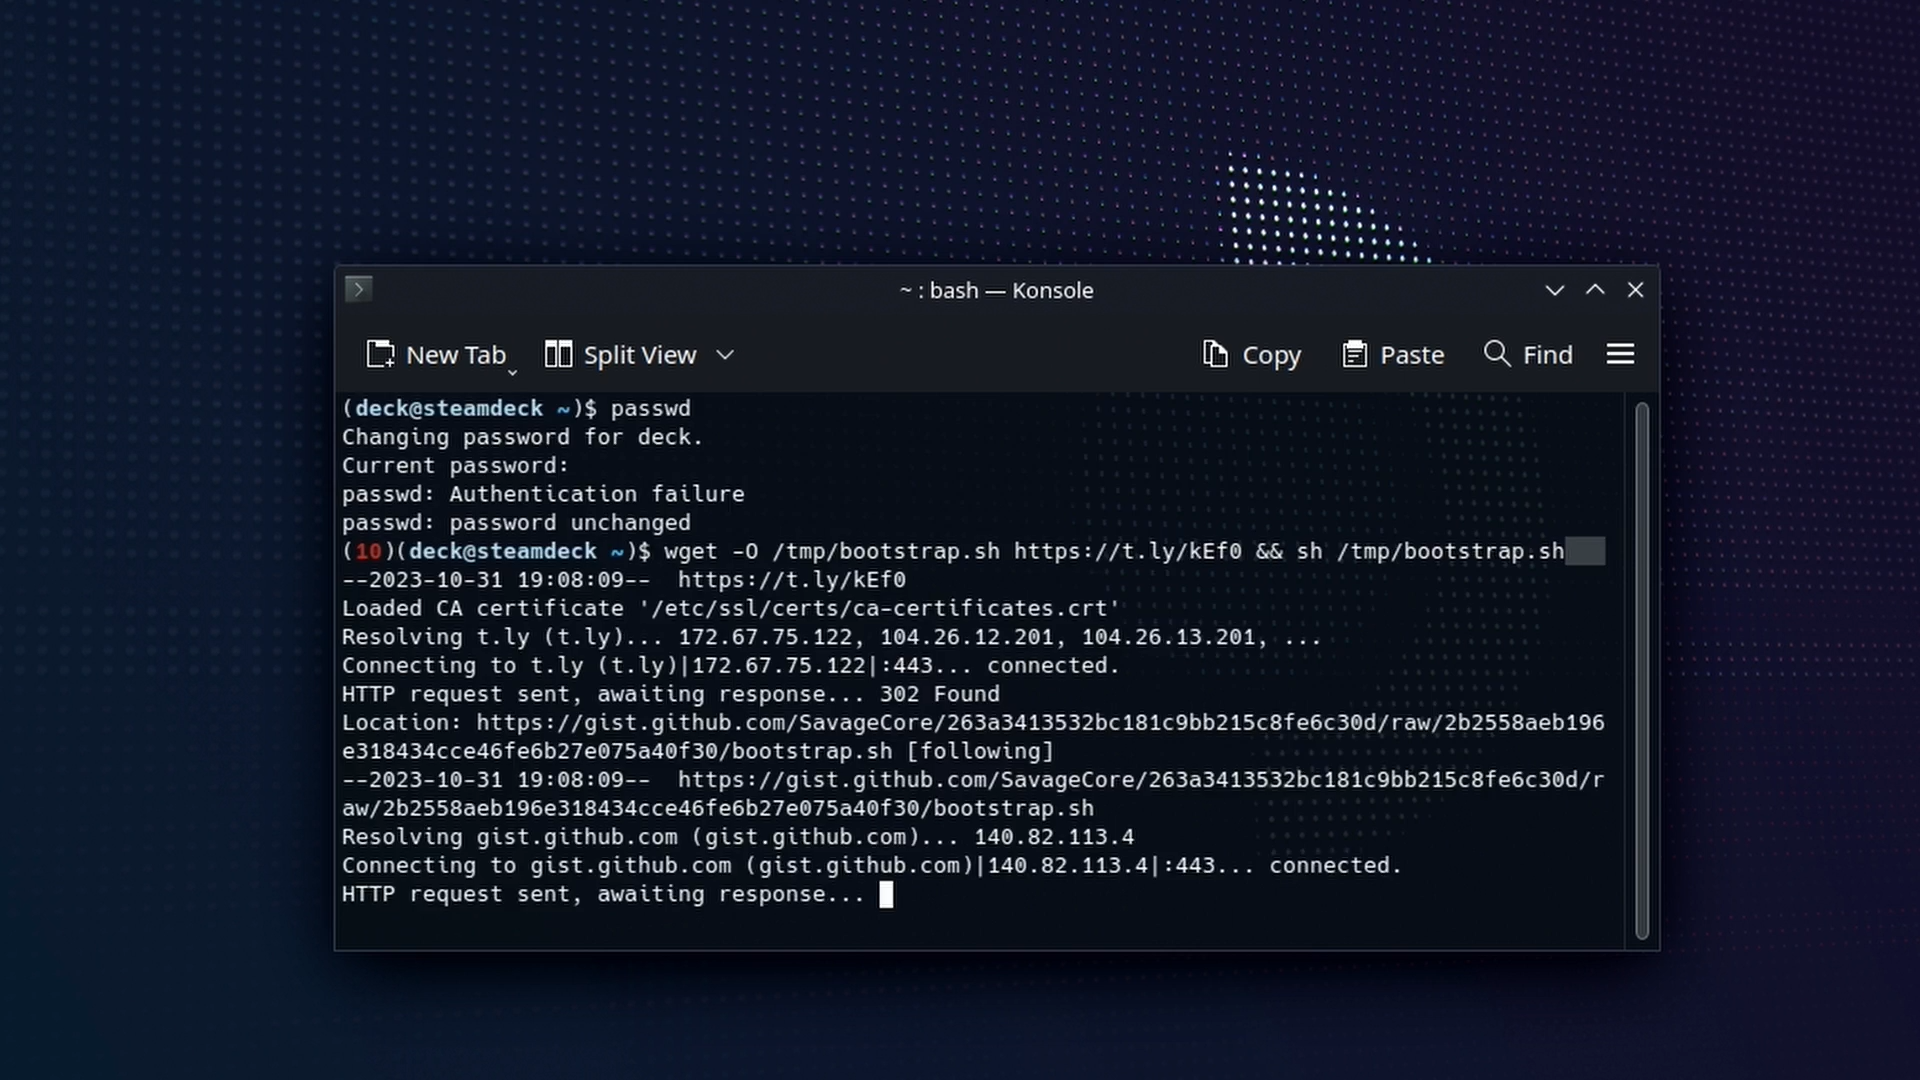 ~ : bash — Konsole
New Tab Split View Copy Paste Find
(deck@steamdeck ~)$ passwd
Changing password for deck.
Current password:
passwd: Authentication failure
passwd: password unchanged
(10)(deck@steamdeck ~)$ wget -O /tmp/bootstrap.sh https://t.ly/kEf0 && sh /tmp/bootstrap.sh
--2023-10-31 19:08:09--  https://t.ly/kEf0
Loaded CA certificate '/etc/ssl/certs/ca-certificates.crt'
Resolving t.ly (t.ly)... 172.67.75.122, 104.26.12.201, 104.26.13.201, ...
Connecting to t.ly (t.ly)|172.67.75.122|:443... connected.
HTTP request sent, awaiting response... 302 Found
Location: https://gist.github.com/SavageCore/263a3413532bc181c9bb215c8fe6c30d/raw/2b2558aeb196
e318434cce46fe6b27e075a40f30/bootstrap.sh [following]
--2023-10-31 19:08:09--  https://gist.github.com/SavageCore/263a3413532bc181c9bb215c8fe6c30d/r
aw/2b2558aeb196e318434cce46fe6b27e075a40f30/bootstrap.sh
Resolving gist.github.com (gist.github.com)... 140.82.113.4
Connecting to gist.github.com (gist.github.com)|140.82.113.4|:443... connected.
HTTP request sent, awaiting response...